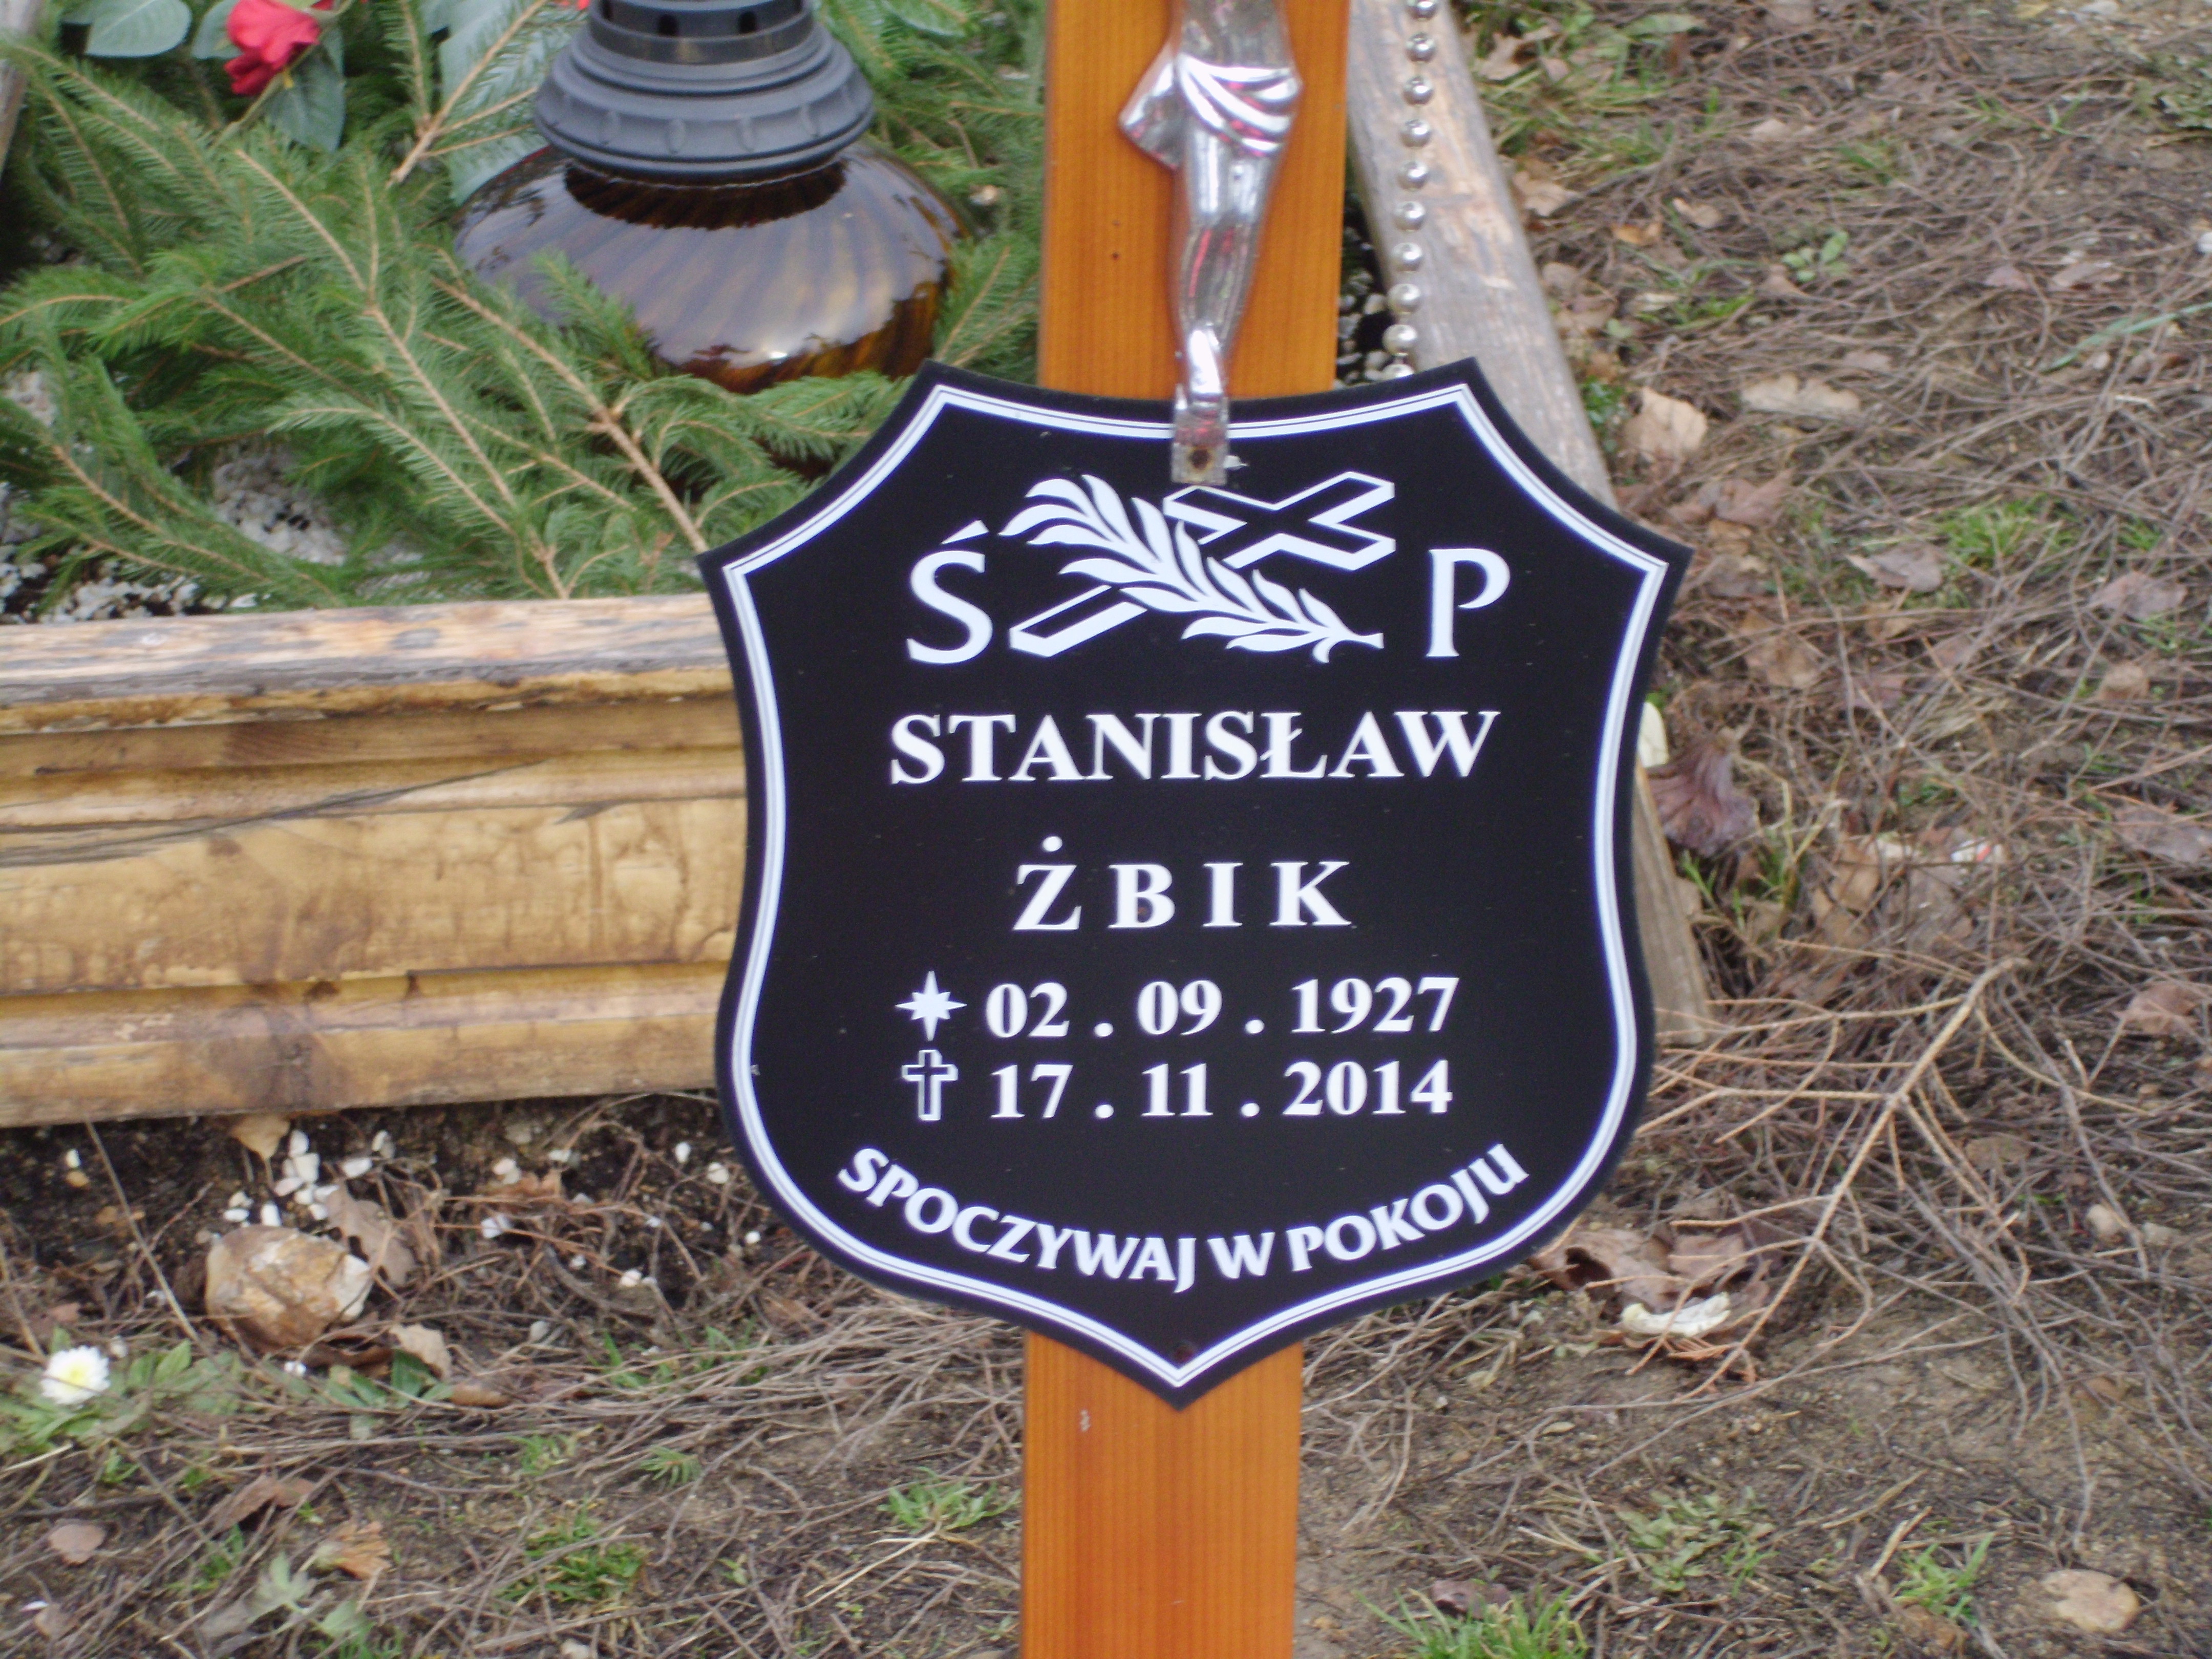 Ś P
STANISŁAW
ŻBIK
02.09.1927
17.11.2014
SPOCZYWAJ W POKOJU